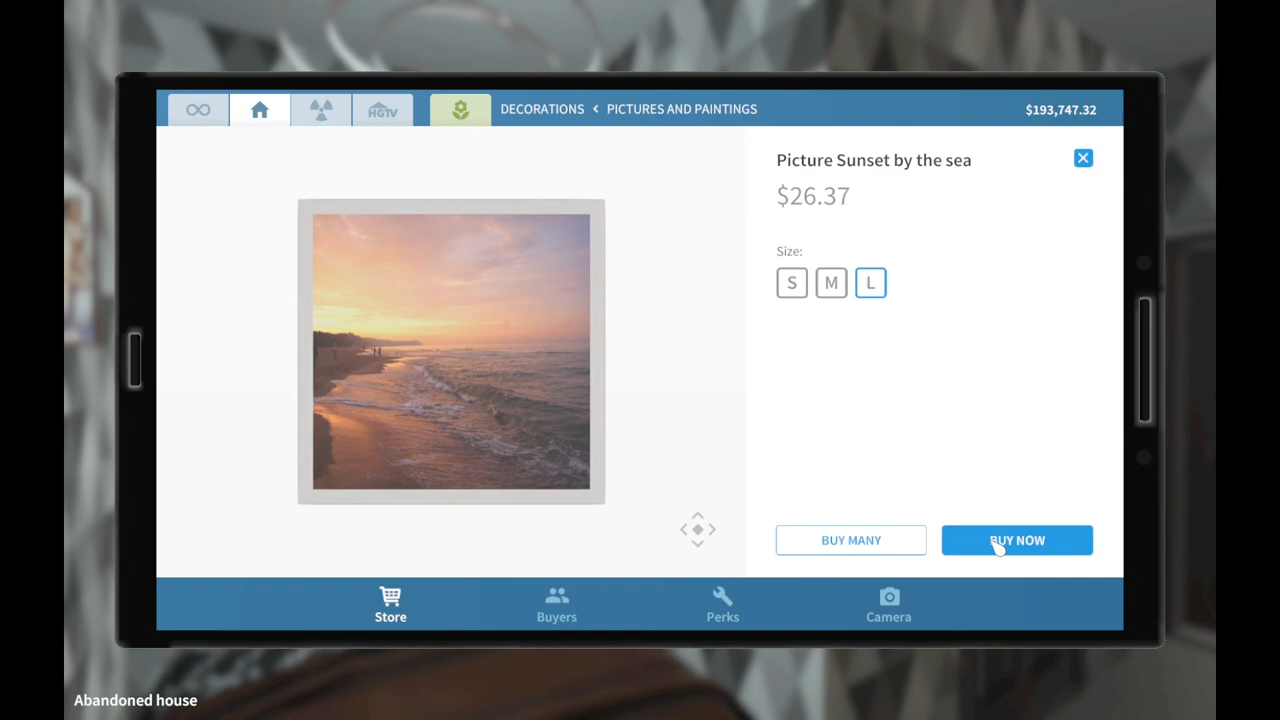 HGTV
DECORATIONS < PICTURES AND PAINTINGS
$193,747.32
Picture Sunset by the sea
$26.37
Size:
S M L
BUY MANY
BUY NOW
Store
Buyers
Perks
Camera
Abandoned house